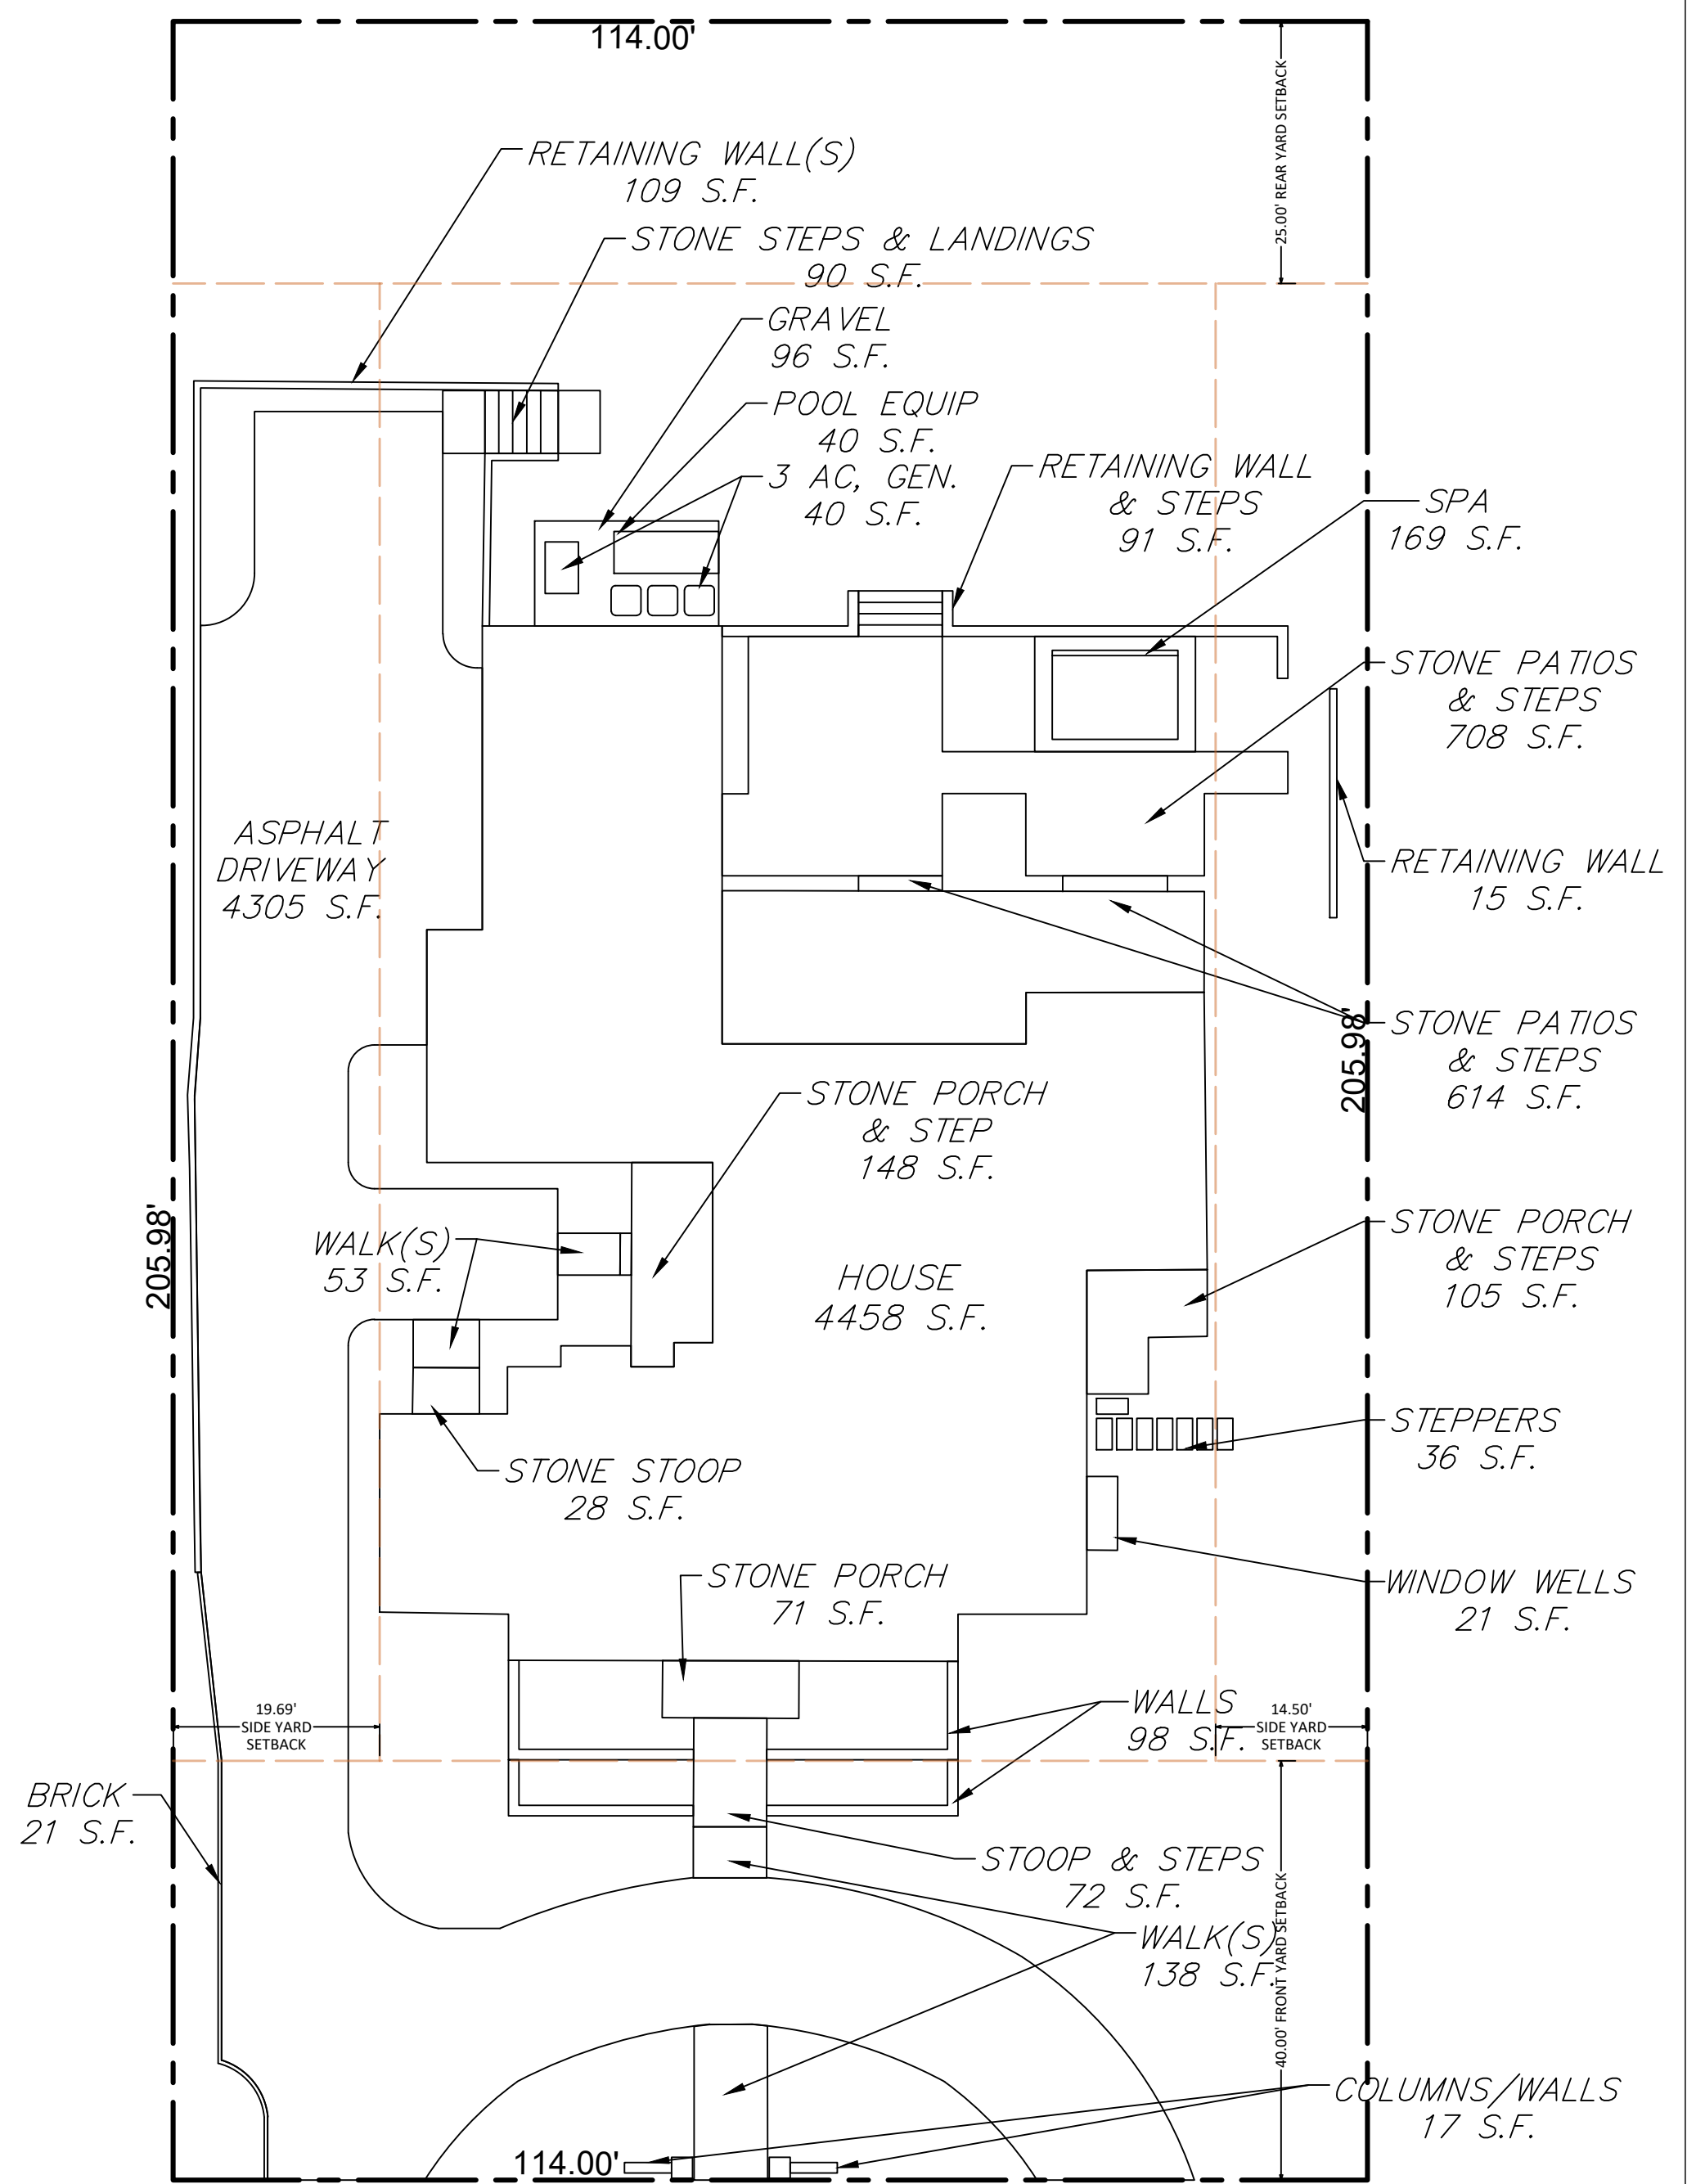 114.00'
25.00' REAR YARD SETBACK
RETAINING WALL(S)
109 S.F.
STONE STEPS & LANDINGS
90 S.F.
GRAVEL
96 S.F.
POOL EQUIP
40 S.F.
3 AC, GEN.
40 S.F.
RETAINING WALL
& STEPS
91 S.F.
SPA
169 S.F.
STONE PATIOS
& STEPS
708 S.F.
ASPHALT
DRIVEWAY
4305 S.F.
RETAINING WALL
15 S.F.
STONE PATIOS
& STEPS
614 S.F.
205.98'
STONE PORCH
& STEP
148 S.F.
205.98'
WALK(S)
53 S.F.
HOUSE
4458 S.F.
STONE PORCH
& STEPS
105 S.F.
STEPPERS
36 S.F.
STONE STOOP
28 S.F.
STONE PORCH
71 S.F.
WINDOW WELLS
21 S.F.
19.69'
SIDE YARD
SETBACK
WALLS
98 S.F.
14.50'
SIDE YARD
SETBACK
BRICK
21 S.F.
STOOP & STEPS
72 S.F.
WALK(S)
138 S.F.
40.00' FRONT YARD SETBACK
COLUMNS/WALLS
17 S.F.
114.00'